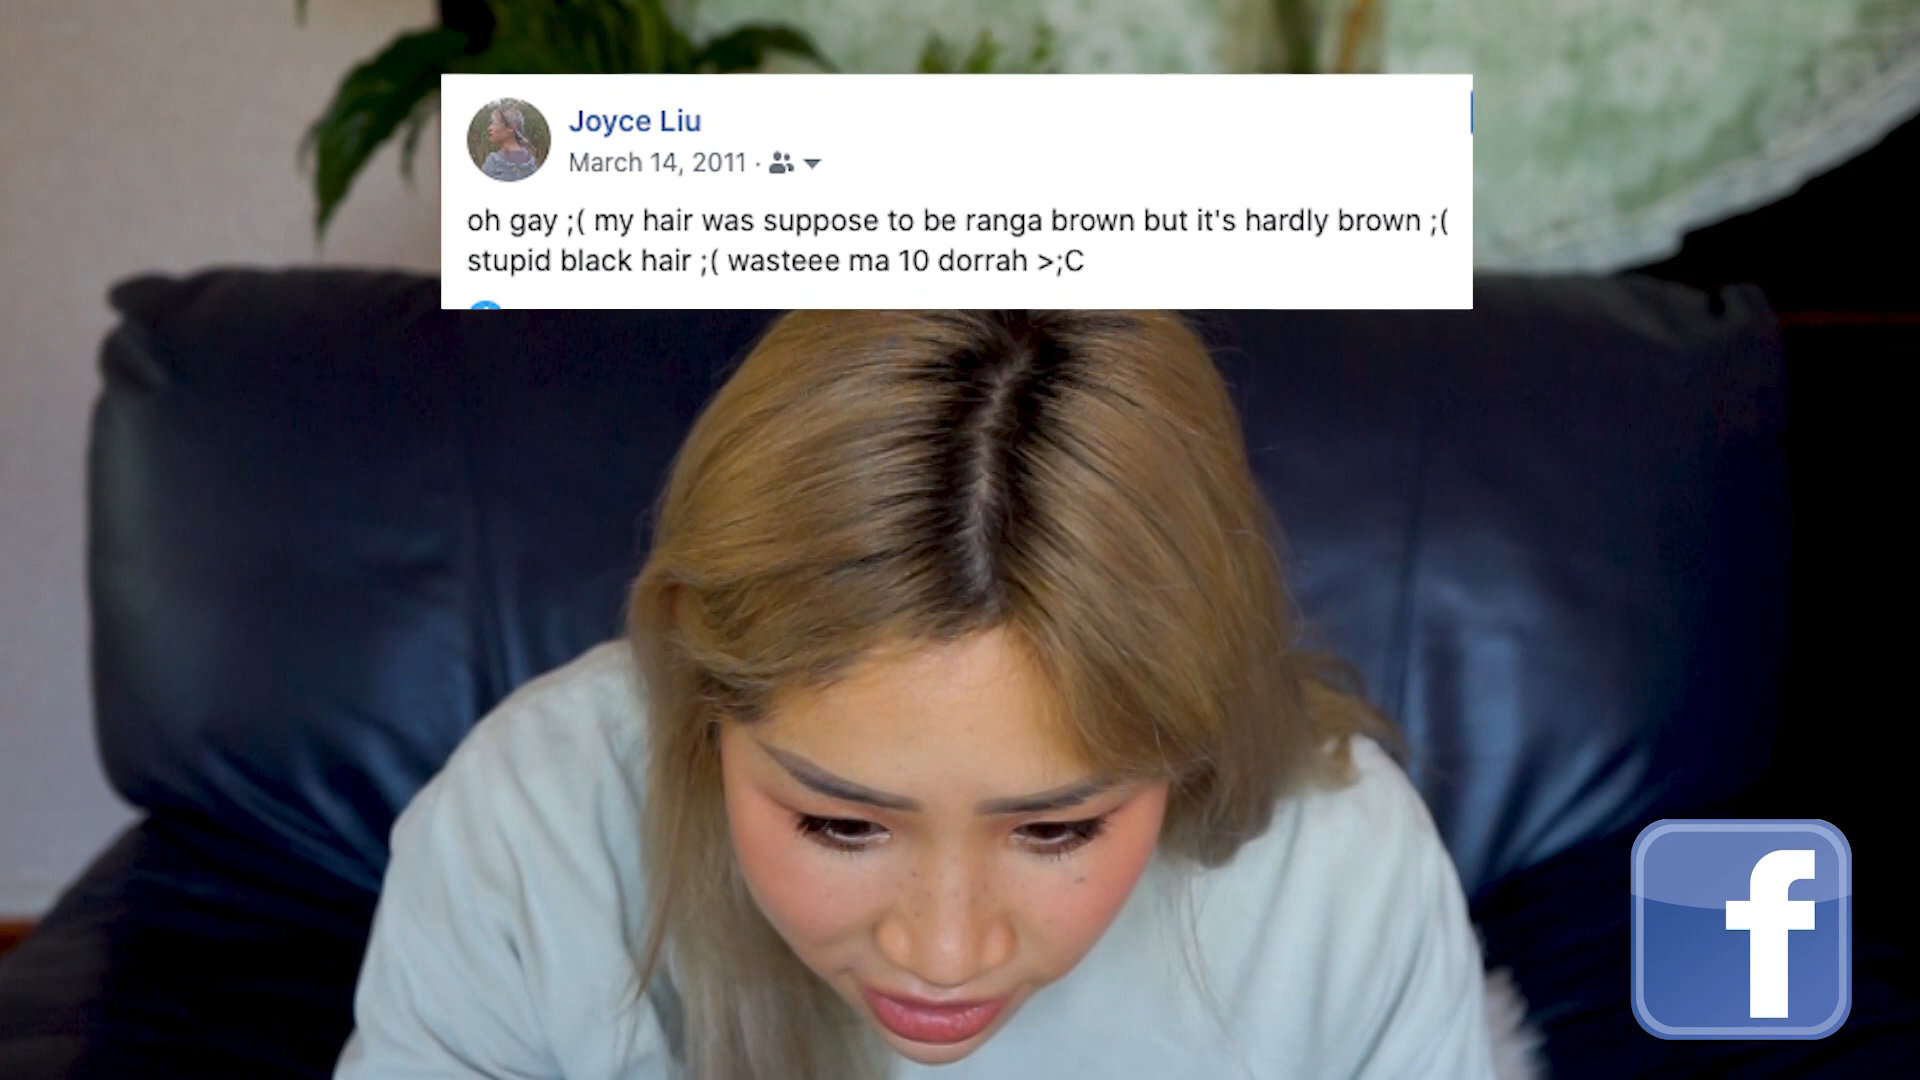 Joyce Liu
March 14, 2011 ·
oh gay ;( my hair was suppose to be ranga brown but it's hardly brown ;(
stupid black hair ;( wasteee ma 10 dorrah >;C
f